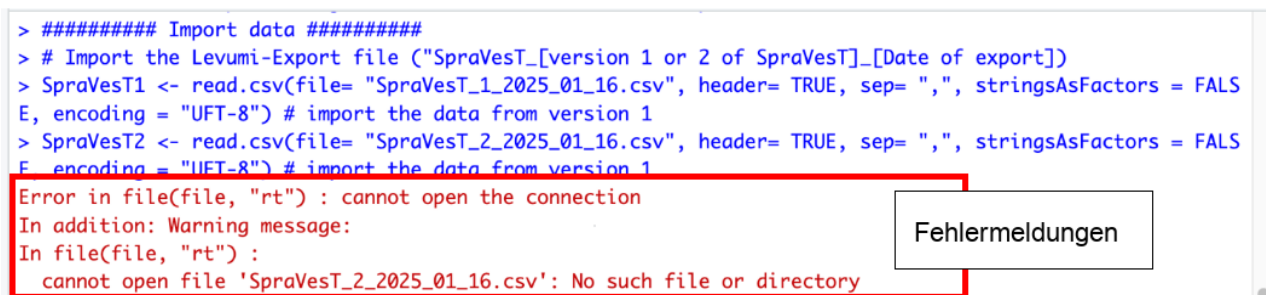 > ########## Import data ##########
> # Import the Levumi-Export file ("SpraVesT_[version 1 or 2 of SpraVesT]_[Date of export])
> SpraVesT1 <- read.csv(file= "SpraVesT_1_2025_01_16.csv", header= TRUE, sep= ",", stringsAsFactors = FALS
E, encoding = "UFT-8") # import the data from version 1
> SpraVesT2 <- read.csv(file= "SpraVesT_2_2025_01_16.csv", header= TRUE, sep= ",", stringsAsFactors = FALS
E, encoding = "UFT-8") # import the data from version 1
Error in file(file, "rt") : cannot open the connection
In addition: Warning message:
In file(file, "rt") :
cannot open file 'SpraVesT_2_2025_01_16.csv': No such file or directory
Fehlermeldungen